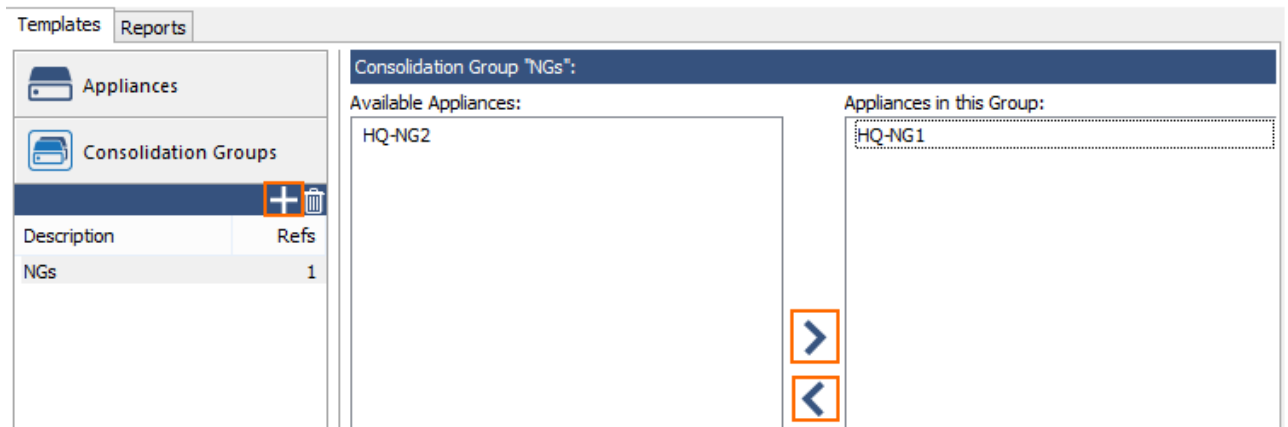 Templates
Reports
Appliances
Consolidation Groups
Description Refs
NGs 1
Consolidation Group "NGs":
Available Appliances:
HQ-NG2
Appliances in this Group:
HQ-NG1